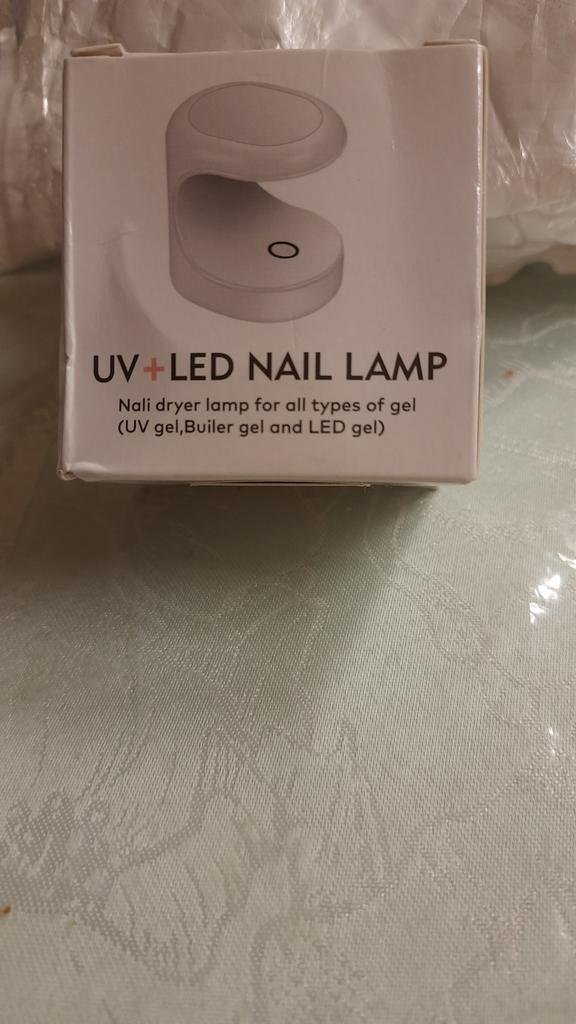 UV+LED NAIL LAMP
Nali dryer lamp for all types of gel
(UV gel,Builer gel and LED gel)